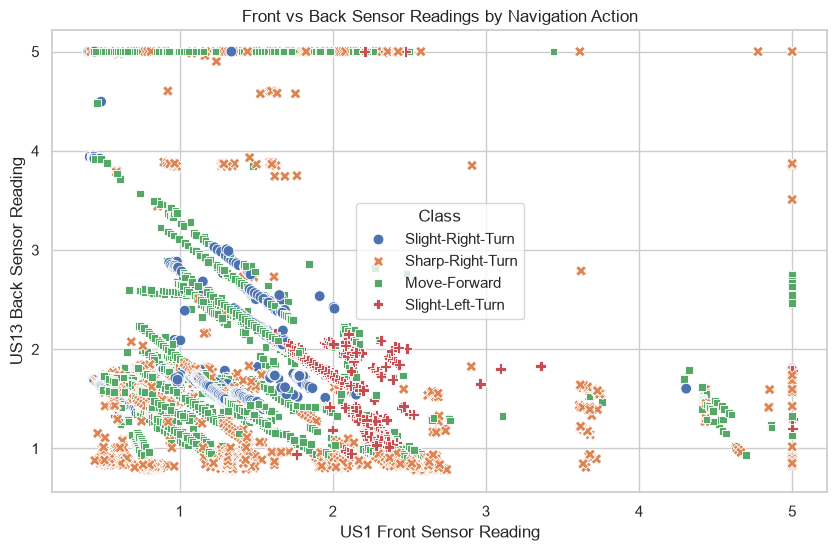 Front vs Back Sensor Readings by Navigation Action
5
4
3
2
1
US13 Back Sensor Reading
Class
Slight-Right-Turn
Sharp-Right-Turn
Move-Forward
Slight-Left-Turn
1
2
3
4
5
US1 Front Sensor Reading